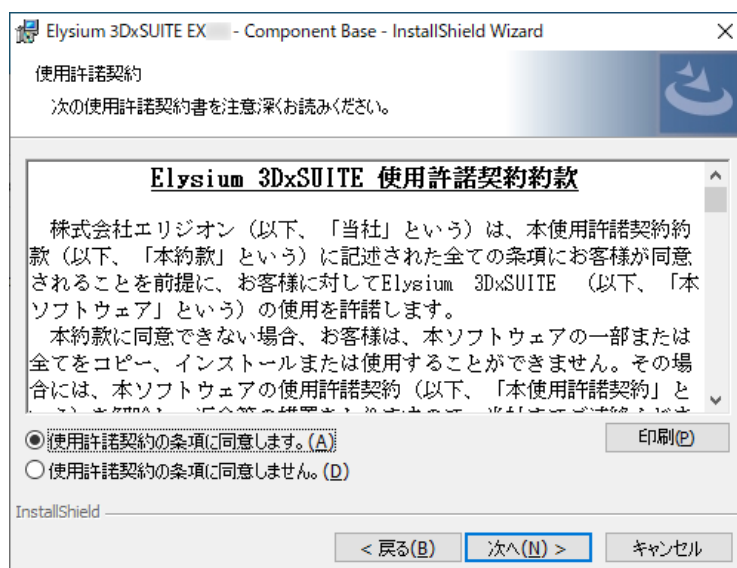 Elysium 3DxSUITE EX - Component Base - InstallShield Wizard
使用許諾契約
次の使用許諾契約書を注意深くお読みください。
Elysium 3DxSUITE 使用許諾契約約款
株式会社エリジオン（以下、「当社」という）は、本使用許諾契約約
款（以下、「本約款」という）に記述された全ての条項にお客様が同意
されることを前提に、お客様に対してElysium 3DxSUITE （以下、「本
ソフトウェア」という）の使用を許諾します。
本約款に同意できない場合、お客様は、本ソフトウェアの一部または
全てをコピー、インストールまたは使用することができません。その場
合には、本ソフトウェアの使用許諾契約（以下、「本使用許諾契約」と
使用許諾契約の条項に同意します。(A)
印刷(P)
使用許諾契約の条項に同意しません。(D)
InstallShield
< 戻る(B)
次へ(N) >
キャンセル